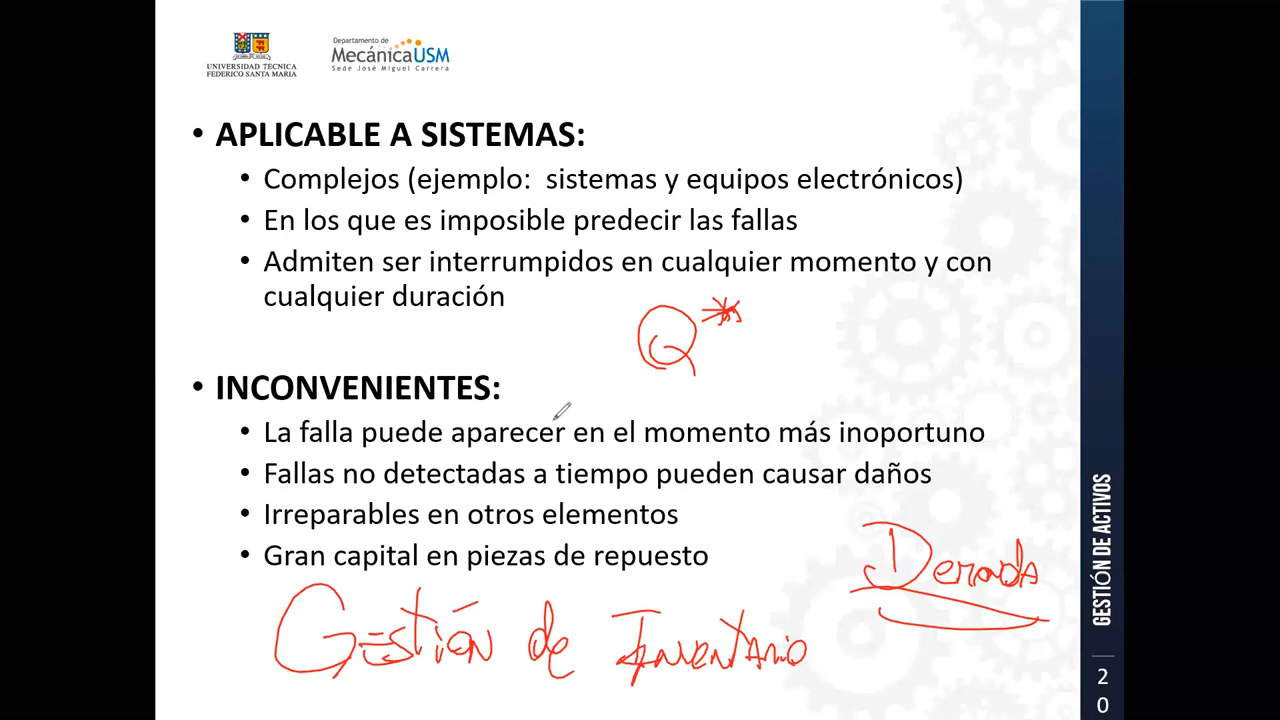 UNIVERSIDAD TECNICA
FEDERICO SANTA MARIA
Departamento de
MecánicaUSM
Sede José Miguel Carrera
• APLICABLE A SISTEMAS:
• Complejos (ejemplo: sistemas y equipos electrónicos)
• En los que es imposible predecir las fallas
• Admiten ser interrumpidos en cualquier momento y con
cualquier duración
Q*
• INCONVENIENTES:
• La falla puede aparecer en el momento más inoportuno
• Fallas no detectadas a tiempo pueden causar daños
• Irreparables en otros elementos
• Gran capital en piezas de repuesto
Gestión de Inventario
GESTIÓN DE ACTIVOS
2
0